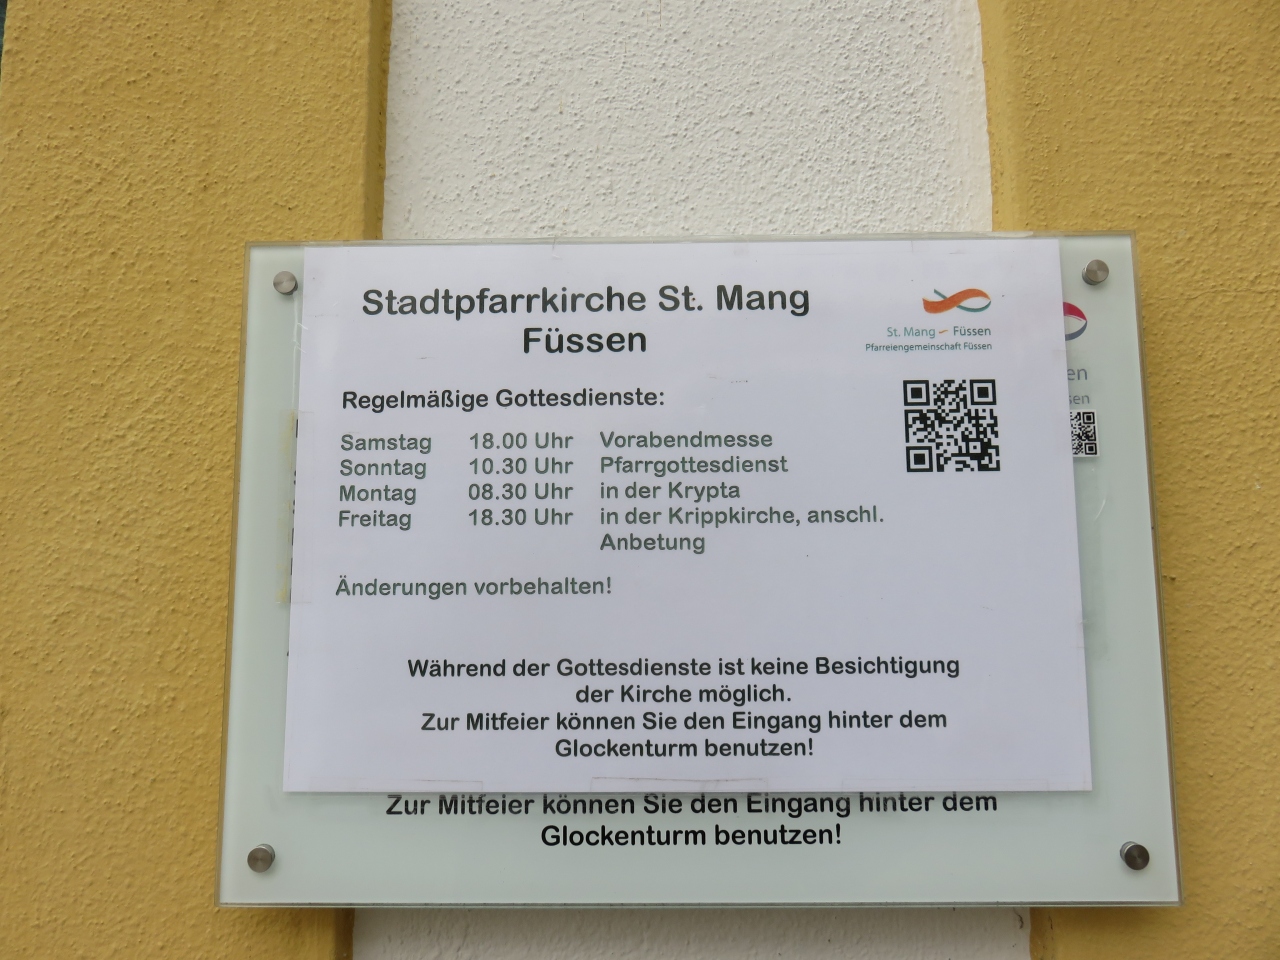 Stadtpfarrkirche St. Mang
Füssen
St. Mang Füssen
Pfarreiengemeinschaft Füssen
Regelmäßige Gottesdienste:
Samstag 18.00 Uhr Vorabendmesse
Sonntag 10.30 Uhr Pfarrgottesdienst
Montag 08.30 Uhr in der Krypta
Freitag 18.30 Uhr in der Krippkirche, anschl.
Anbetung
Änderungen vorbehalten!
Während der Gottesdienste ist keine Besichtigung
der Kirche möglich.
Zur Mitfeier können Sie den Eingang hinter dem
Glockenturm benutzen!
Zur Mitfeier können Sie den Eingang hinter dem
Glockenturm benutzen!
en
sen